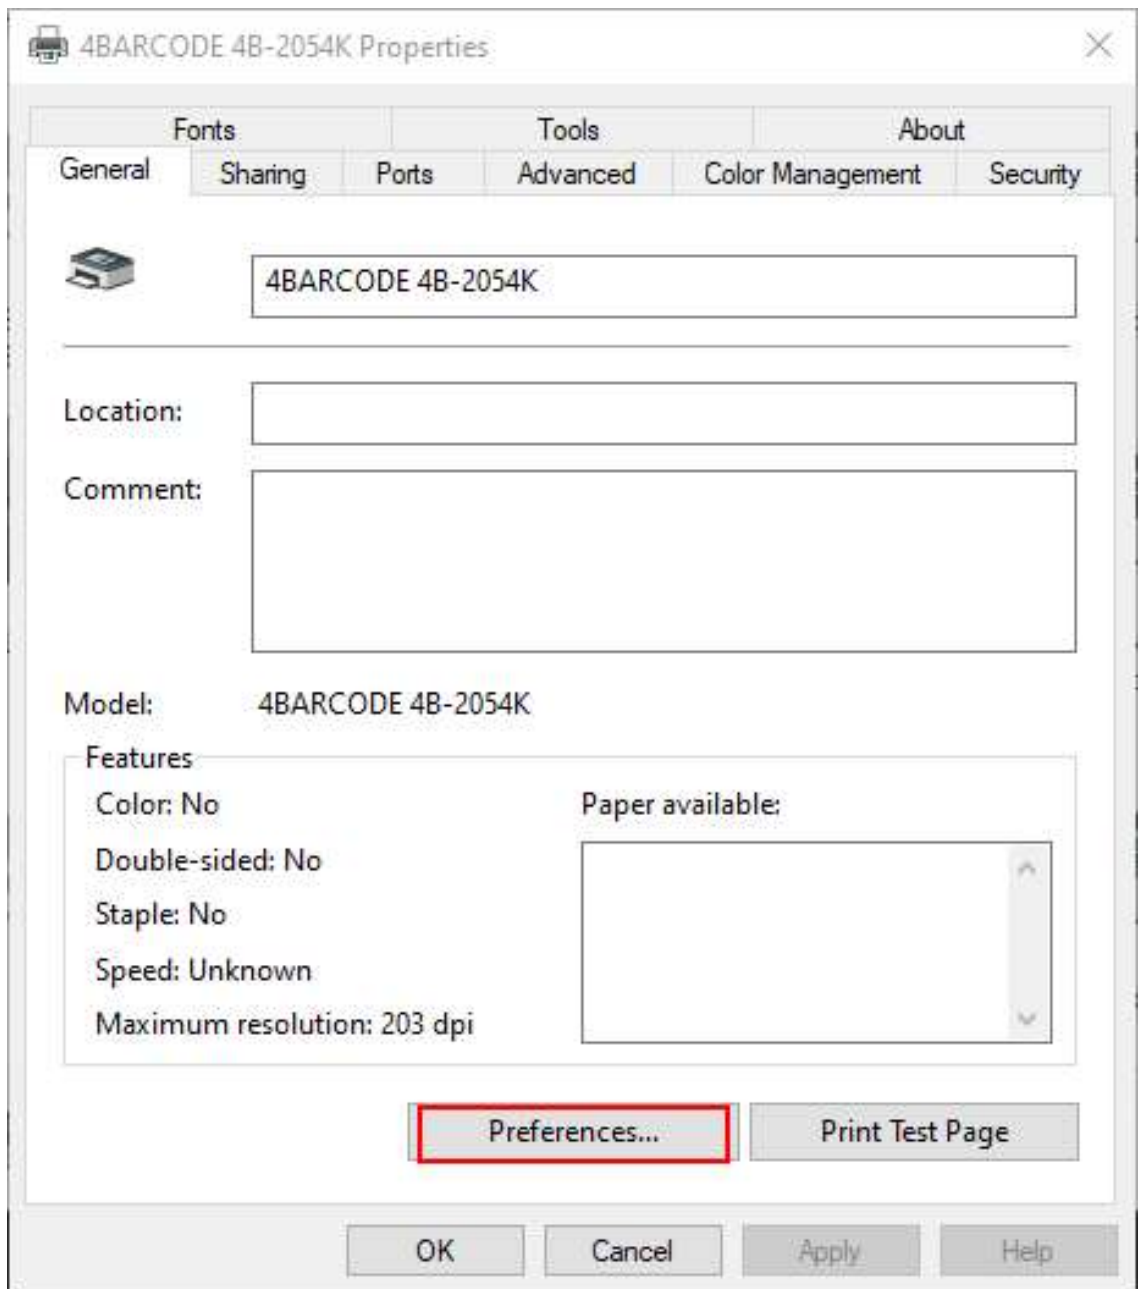 4BARCODE 4B-2054K Properties
Fonts Tools About
General Sharing Ports Advanced Color Management Security
4BARCODE 4B-2054K
Location:
Comment:
Model: 4BARCODE 4B-2054K
Features
Color: No Paper available:
Double-sided: No
Staple: No
Speed: Unknown
Maximum resolution: 203 dpi
Preferences... Print Test Page
OK Cancel Apply Help